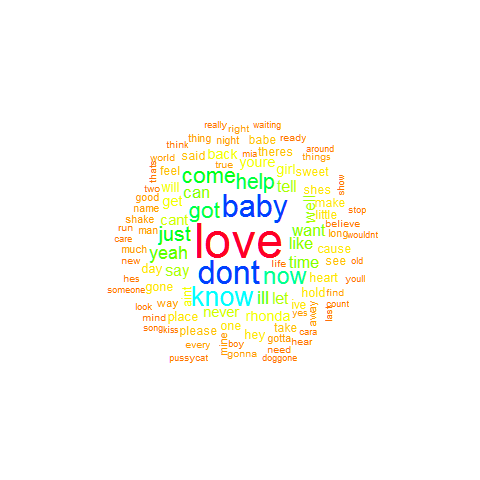 really right waiting
thing night babe ready
think said back mia theres around
thats world true youre girl things
feel come help tell sweet show
two will can shes
good get baby well make
name got little stop
shake cant believe
run man just love want long wouldnt
care like cause
much yeah see old
new day say dont life time youll
hes now heart
someone gone aint know ill let hold find
look way never ive away count
mind place rhonda yes last
song kiss please one hey take cara
every mine boy gotta hear
pussycat gonna need
doggone